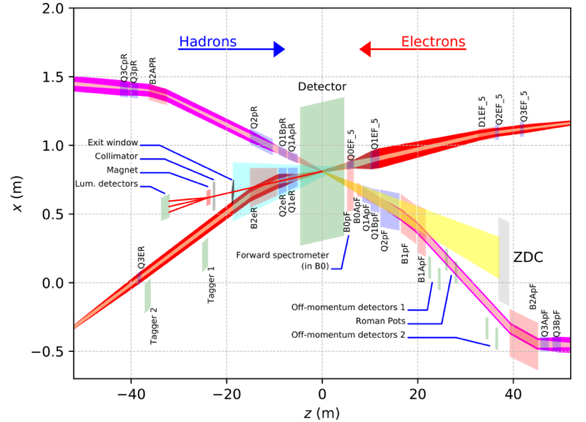 2.0
1.5
1.0
0.5
0.0
−0.5
x (m)
−40
−20
0
20
40
z (m)
Hadrons
Electrons
Detector
Q3CpR
Q3pR
B2APR
Q2pR
Q1BpR
Q1ApR
Q0EF_5
Q1EF_5
D1EF_5
Q2EF_5
Q3EF_5
Exit window
Collimator
Magnet
Lum. detectors
B2eR
Q2eR
Q1eR
Q3ER
Tagger 1
Tagger 2
Forward spectrometer
(in B0)
B0pF
B0ApF
Q1ApF
Q1BpF
Q2pF
B1pF
B1ApF
ZDC
Off-momentum detectors 1
Roman Pots
Off-momentum detectors 2
B2ApF
Q3ApF
Q3BpF